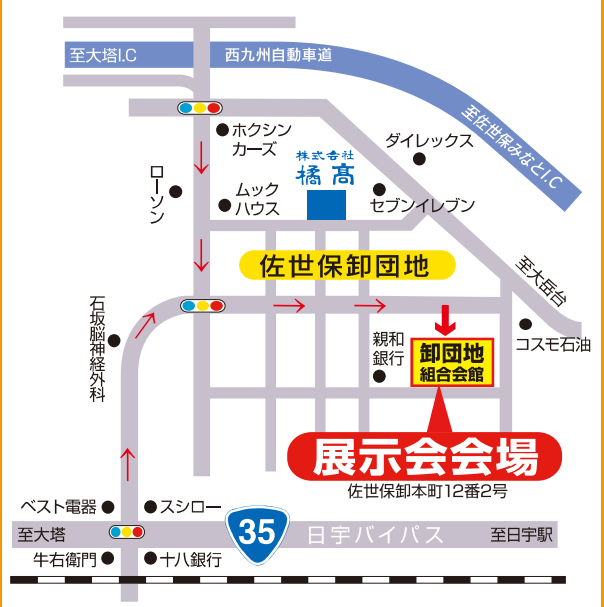 至大塔I.C
西九州自動車道
至佐世保みなとI.C
ホクシン
カーズ
ダイレックス
株式会社
橘髙
ローソン
ムック
ハウス
セブンイレブン
佐世保卸団地
至大岳台
コスモ石油
石坂脳神経外科
親和
銀行
卸団地
組合会館
展示会会場
佐世保卸本町12番2号
ベスト電器
スシロー
至大塔
35
日宇バイパス
至日宇駅
牛右衛門
十八銀行